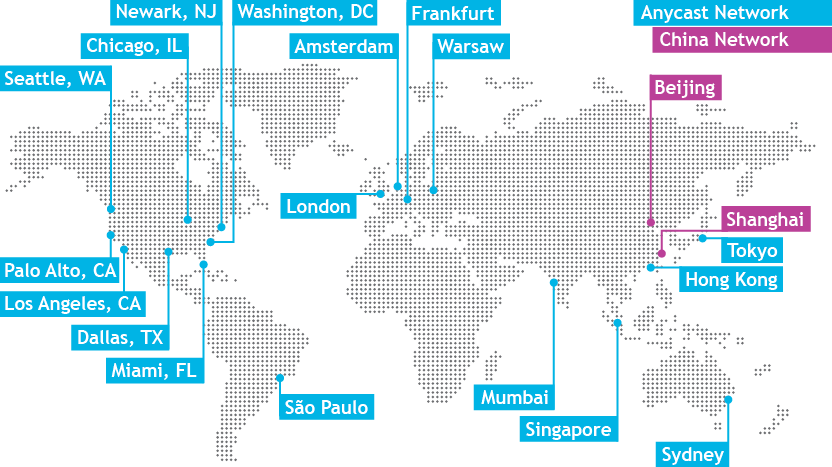 Newark, NJ
Washington, DC
Frankfurt
Anycast Network
China Network
Chicago, IL
Amsterdam
Warsaw
Seattle, WA
Beijing
London
Shanghai
Tokyo
Palo Alto, CA
Hong Kong
Los Angeles, CA
Dallas, TX
Miami, FL
Mumbai
São Paulo
Singapore
Sydney